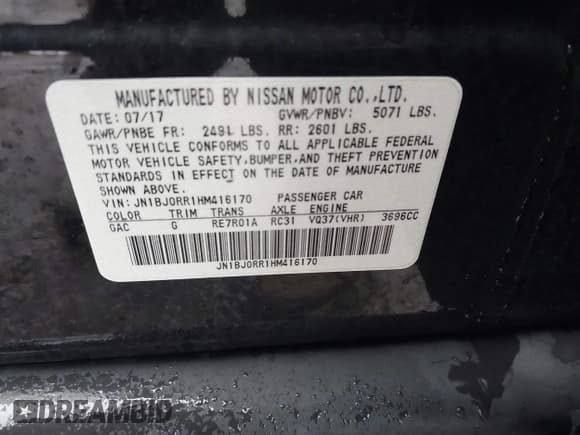 MANUFACTURED BY NISSAN MOTOR CO.,LTD.
DATE: 07/17 GVWR/PNBV: 5071 LBS.
GAWR/PNBE FR: 2491 LBS. RR: 2601 LBS.
THIS VEHICLE CONFORMS TO ALL APPLICABLE FEDERAL
MOTOR VEHICLE SAFETY,BUMPER,AND THEFT PREVENTION
STANDARDS IN EFFECT ON THE DATE OF MANUFACTURE
SHOWN ABOVE.
VIN: JN1BJ0RR1HM416170 PASSENGER CAR
COLOR TRIM TRANS AXLE ENGINE
GAC G RE7R01A RC31 VQ37(VHR) 3696CC
JN1BJ0RR1HM416170
DREAMBID